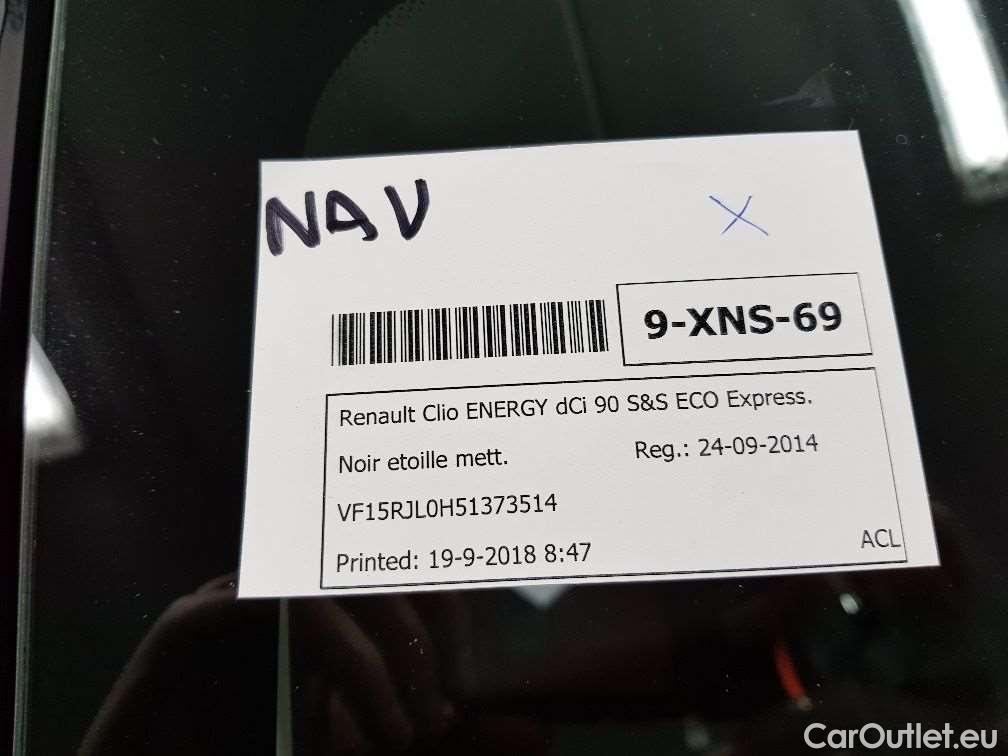 NAV X
9-XNS-69
Renault Clio ENERGY dCi 90 S&S ECO Express.
Noir etoille mett. Reg.: 24-09-2014
VF15RJL0H51373514
Printed: 19-9-2018 8:47 ACL
CarOutlet.eu